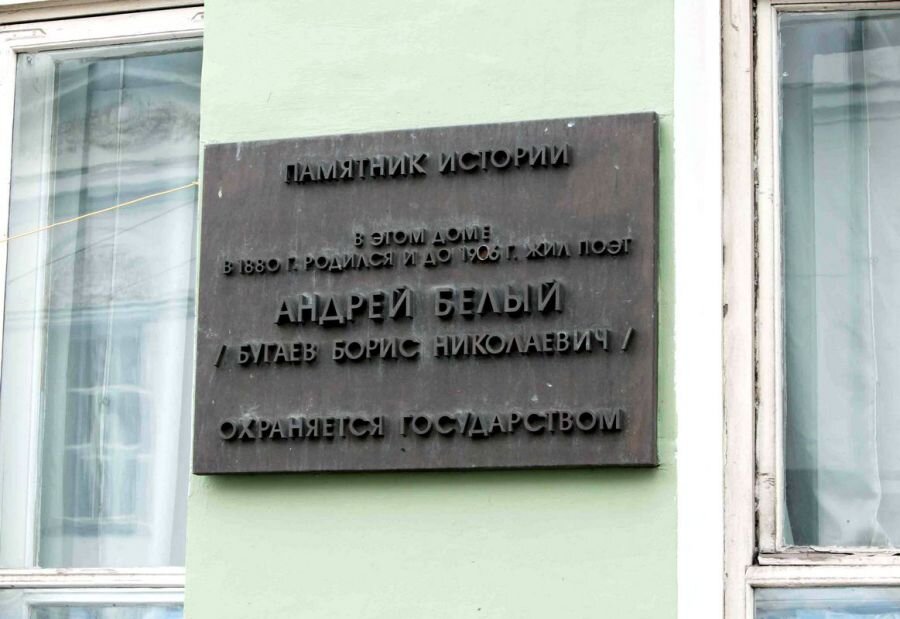 ПАМЯТНИК ИСТОРИИ
В ЭТОМ ДОМЕ
В 1880 Г. РОДИЛСЯ И ДО 1906 Г. ЖИЛ ПОЭТ
АНДРЕЙ БЕЛЫЙ
/ БУГАЕВ БОРИС НИКОЛАЕВИЧ /
ОХРАНЯЕТСЯ ГОСУДАРСТВОМ